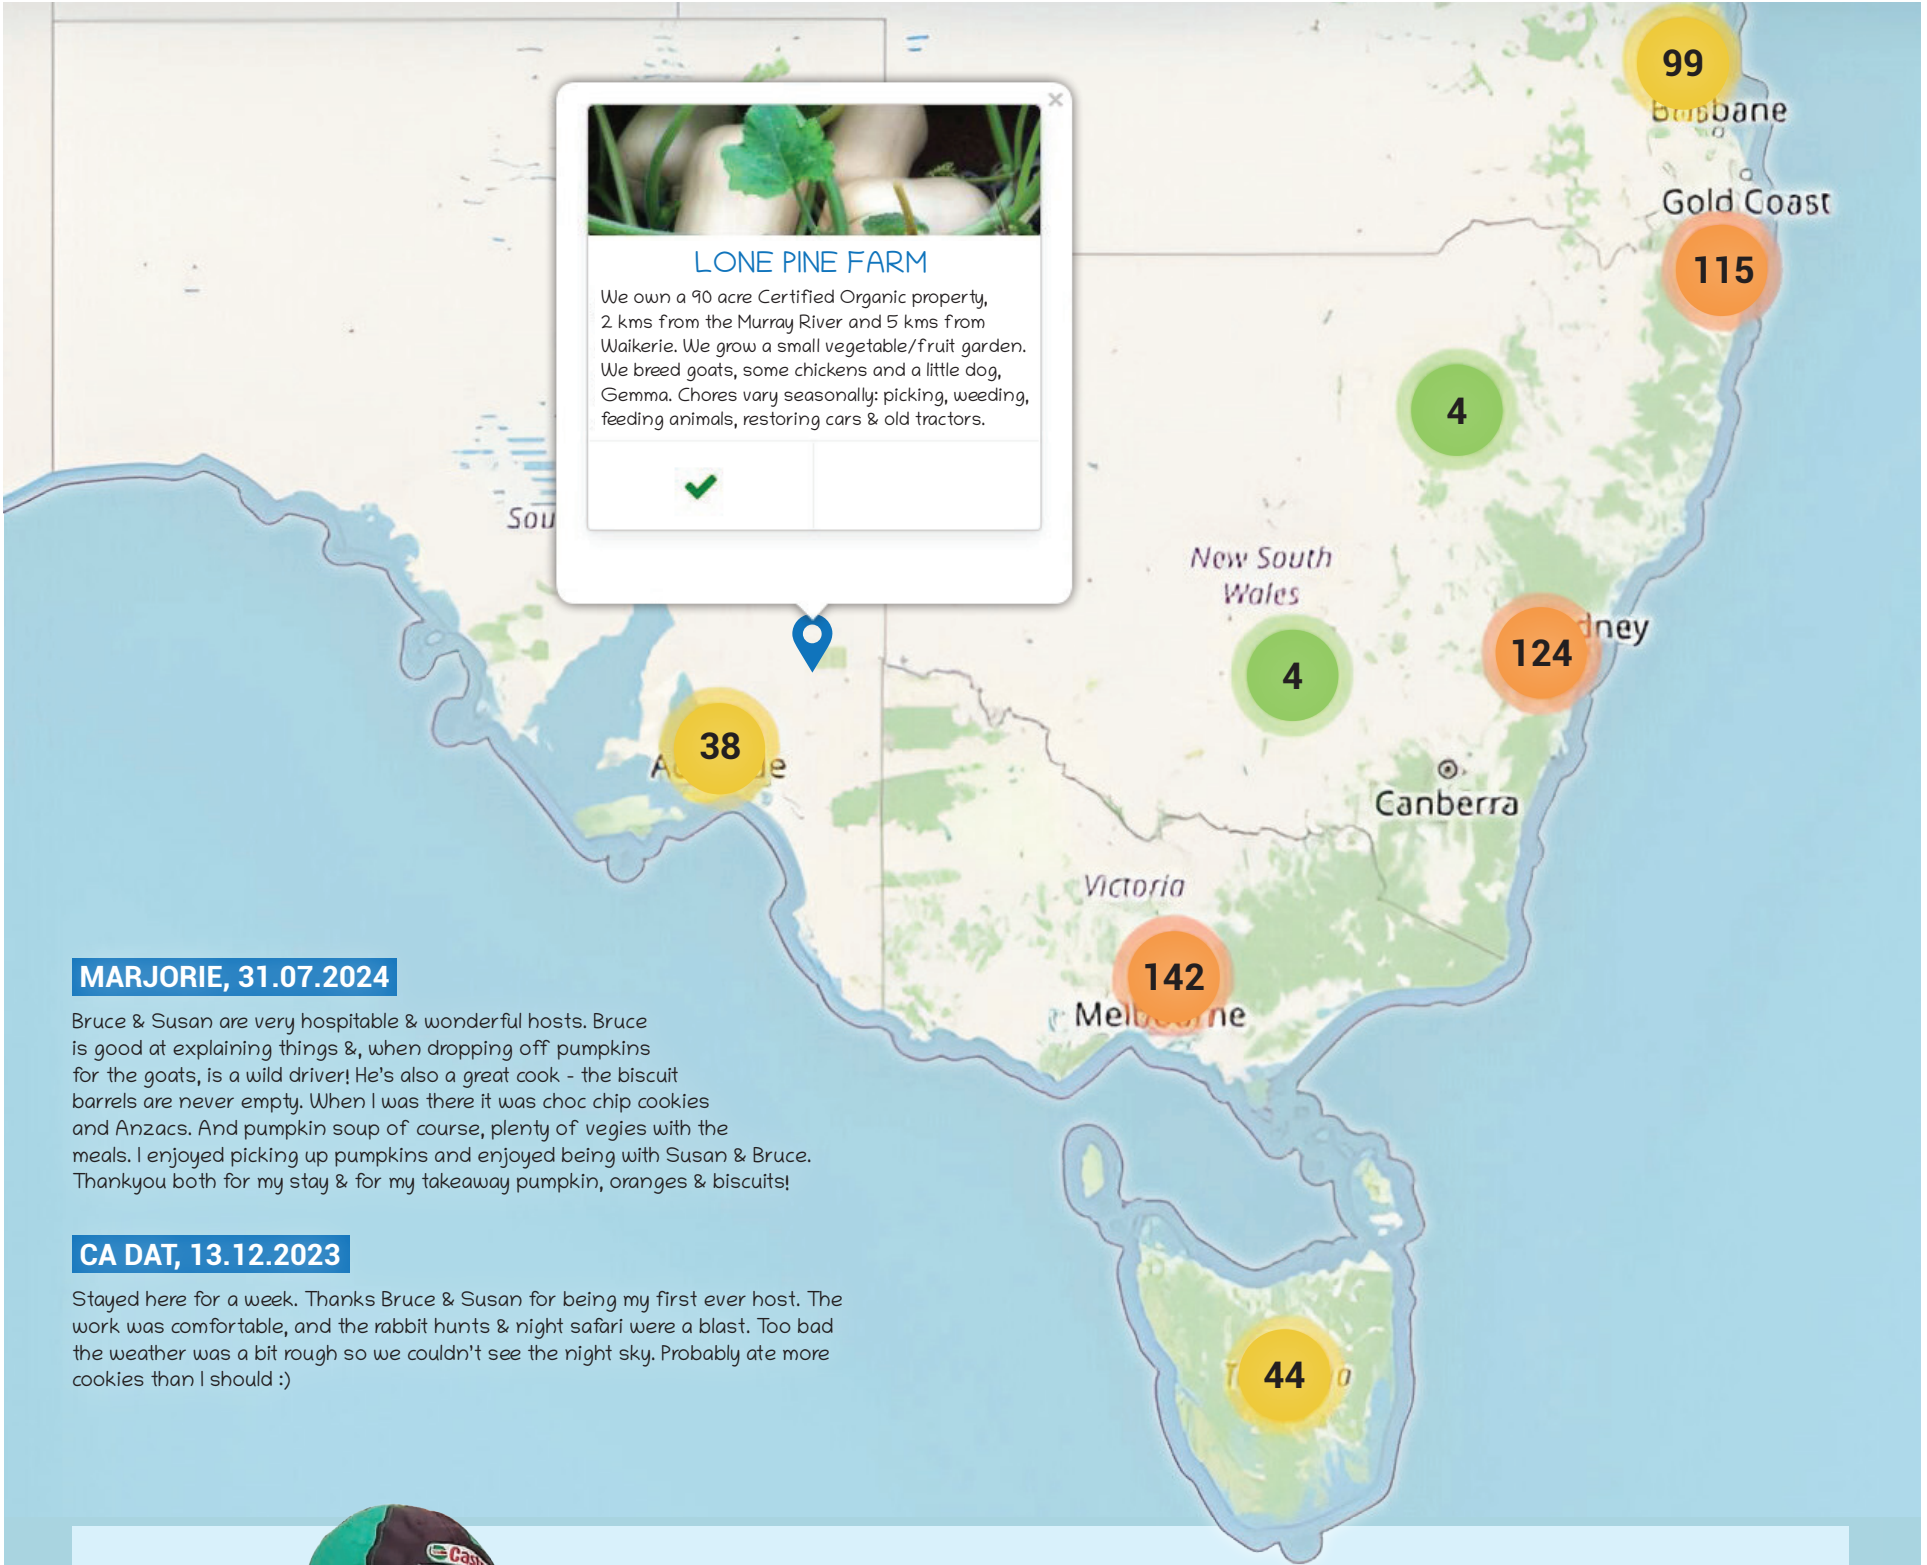 99
Brisbane
Gold Coast
115
LONE PINE FARM
We own a 90 acre Certified Organic property,
2 kms from the Murray River and 5 kms from
Waikerie. We grow a small vegetable/fruit garden.
We breed goats, some chickens and a little dog,
Gemma. Chores vary seasonally: picking, weeding,
feeding animals, restoring cars & old tractors.
4
Sou
New South
Wales
124
dney
4
38
Canberra
Victoria
142
MARJORIE, 31.07.2024
Bruce & Susan are very hospitable & wonderful hosts. Bruce
is good at explaining things &, when dropping off pumpkins
for the goats, is a wild driver! He's also a great cook - the biscuit
barrels are never empty. When I was there it was choc chip cookies
and Anzacs. And pumpkin soup of course, plenty of vegies with the
meals. I enjoyed picking up pumpkins and enjoyed being with Susan & Bruce.
Thankyou both for my stay & for my takeaway pumpkin, oranges & biscuits!
CA DAT, 13.12.2023
Stayed here for a week. Thanks Bruce & Susan for being my first ever host. The
work was comfortable, and the rabbit hunts & night safari were a blast. Too bad
the weather was a bit rough so we couldn't see the night sky. Probably ate more
cookies than I should :)
44